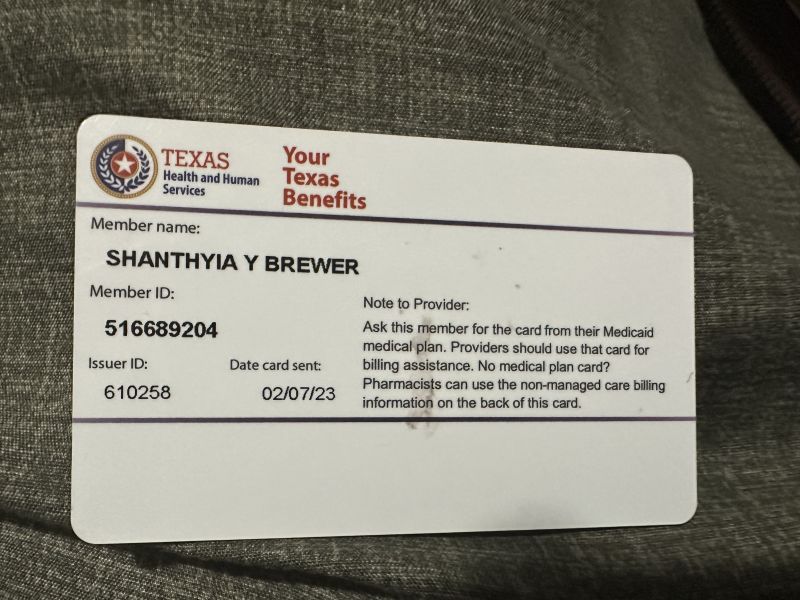 TEXAS
Health and Human
Services
Your
Texas
Benefits
Member name:
SHANTHYIA Y BREWER
Member ID:
516689204
Issuer ID:
610258
Date card sent:
02/07/23
Note to Provider:
Ask this member for the card from their Medicaid
medical plan. Providers should use that card for
billing assistance. No medical plan card?
Pharmacists can use the non-managed care billing
information on the back of this card.